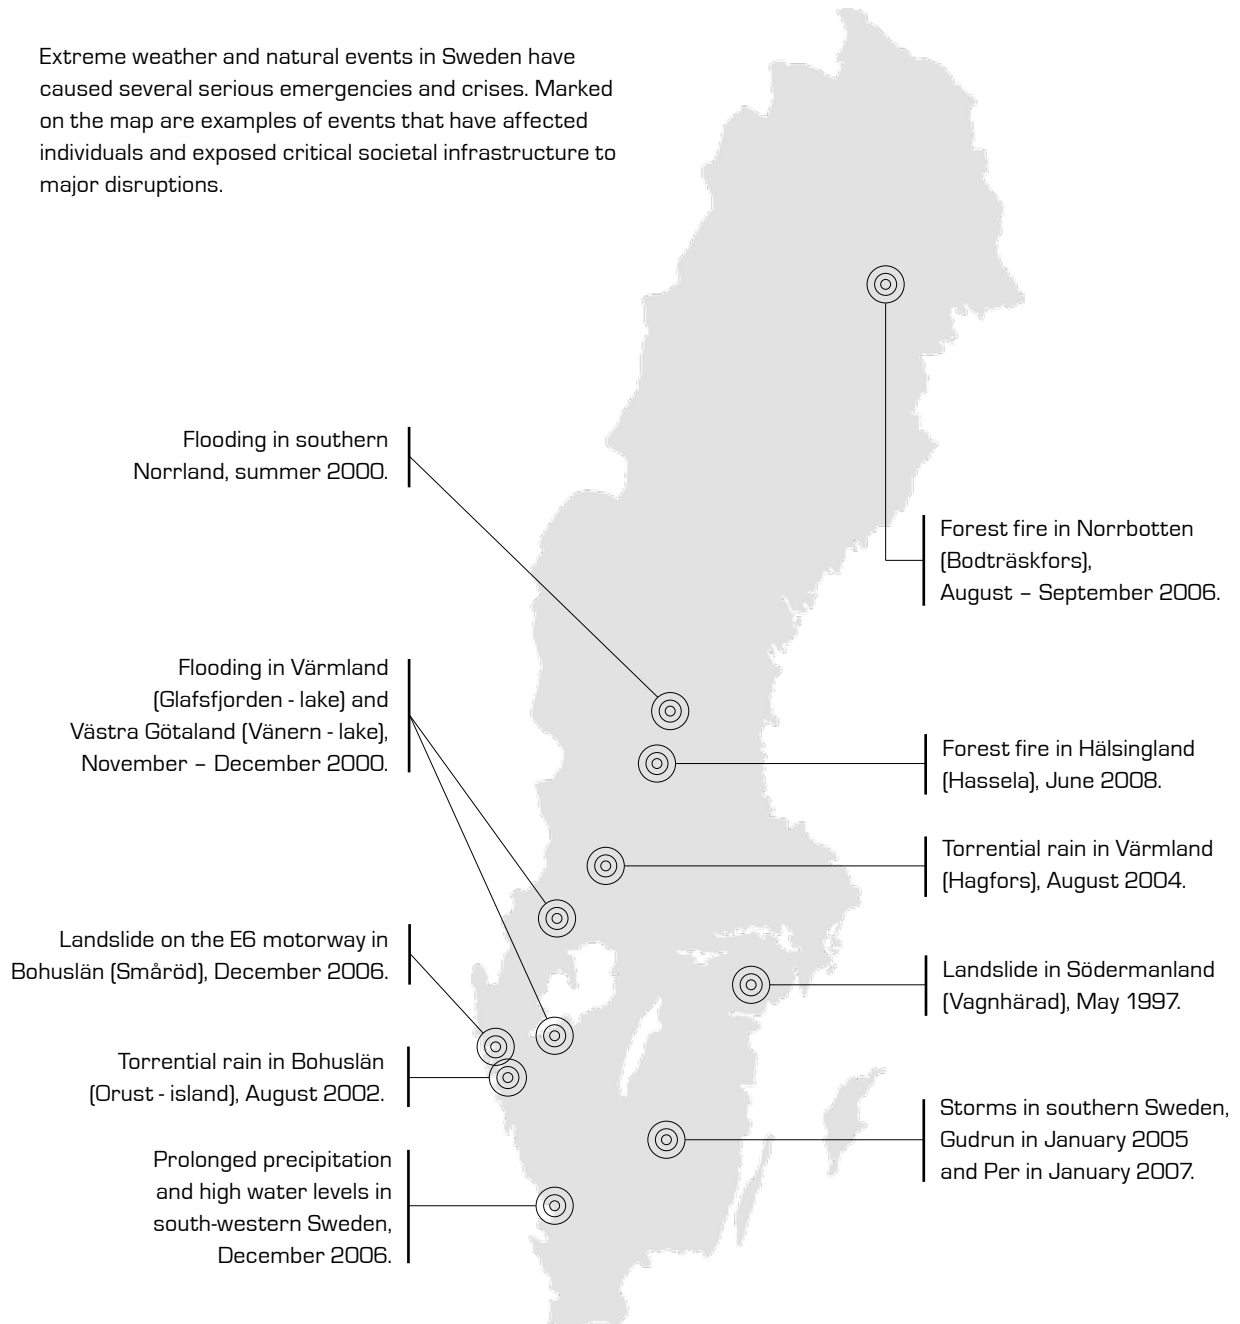 Extreme weather and natural events in Sweden have
caused several serious emergencies and crises. Marked
on the map are examples of events that have affected
individuals and exposed critical societal infrastructure to
major disruptions.
Flooding in southern
Norrland, summer 2000.
Forest fire in Norrbotten
(Bodträskfors),
August – September 2006.
Flooding in Värmland
(Glafsfjorden - lake) and
Västra Götaland (Vänern - lake),
November – December 2000.
Forest fire in Hälsingland
(Hassela), June 2008.
Torrential rain in Värmland
(Hagfors), August 2004.
Landslide on the E6 motorway in
Bohuslän (Småröd), December 2006.
Landslide in Södermanland
(Vagnhärad), May 1997.
Torrential rain in Bohuslän
(Orust - island), August 2002.
Storms in southern Sweden,
Gudrun in January 2005
and Per in January 2007.
Prolonged precipitation
and high water levels in
south-western Sweden,
December 2006.